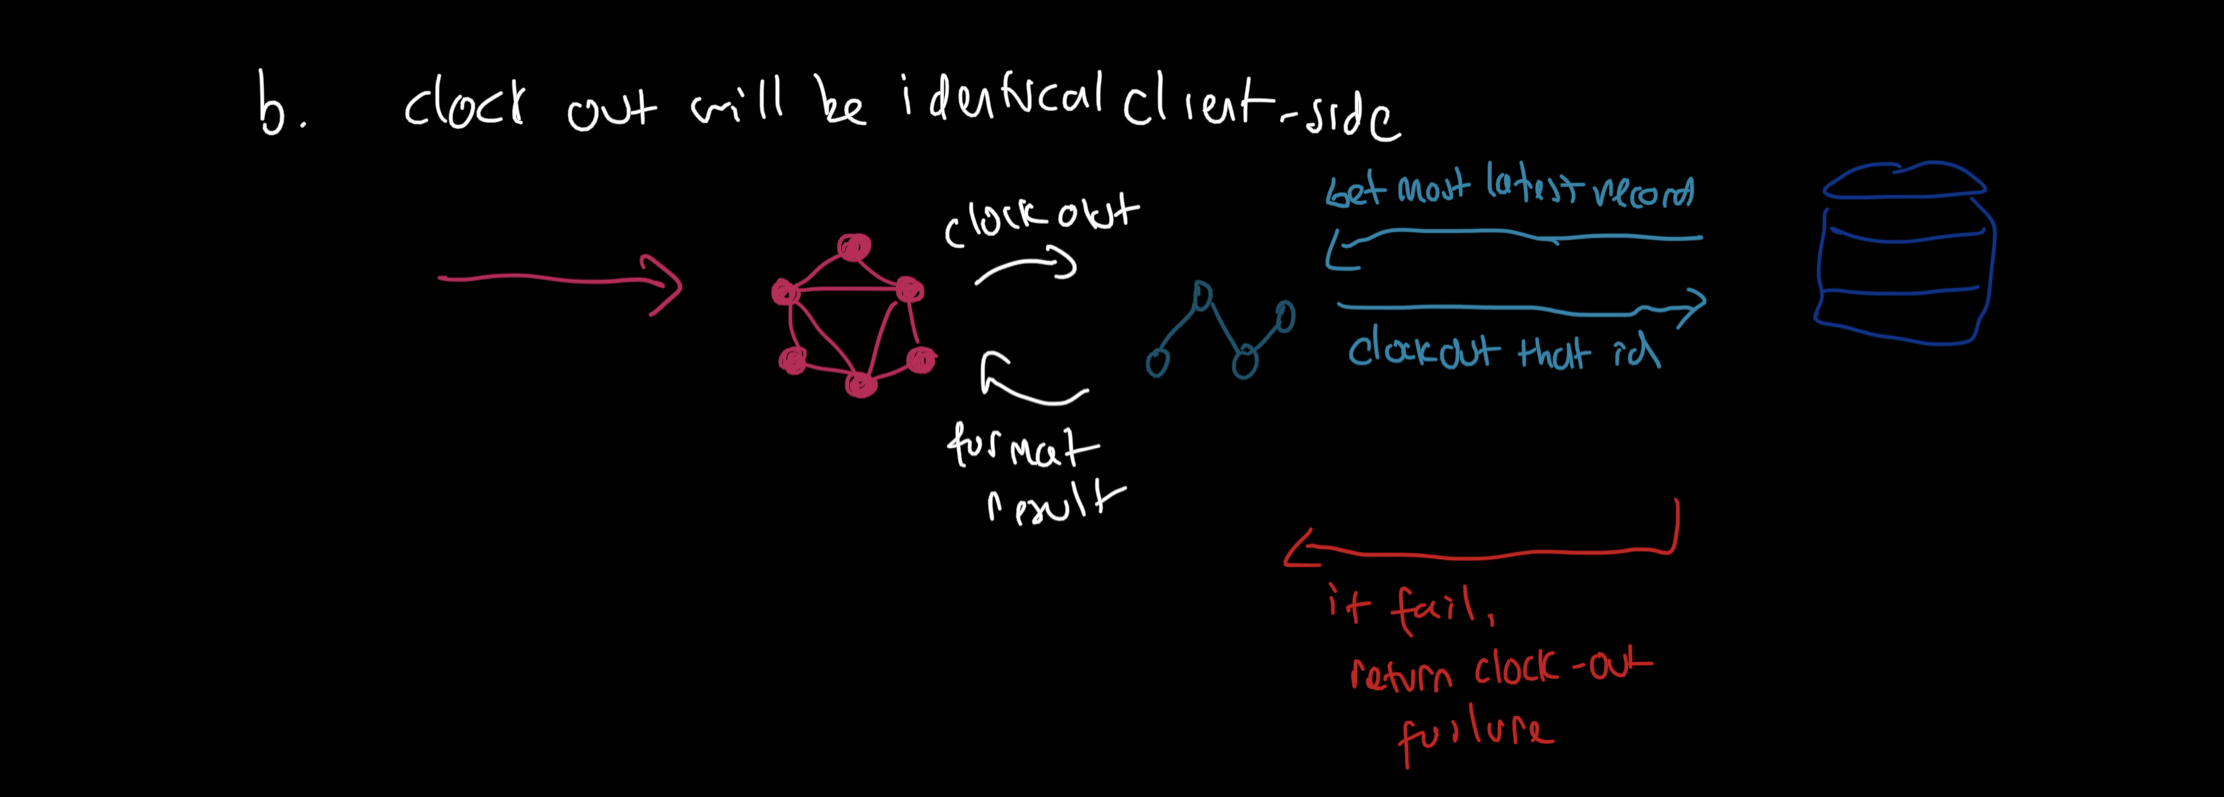 b. clock out will be identical client-side
clock out
get most latest record
clockout that id
format
result
if fail,
return clock-out
failure